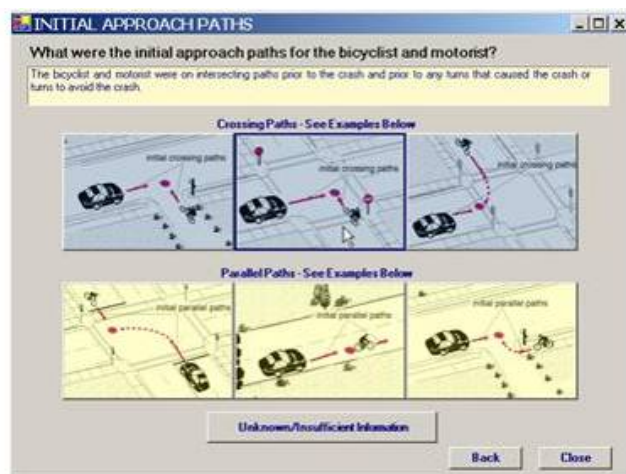 INITIAL APPROACH PATHS
What were the initial approach paths for the bicyclist and motorist?
The bicyclist and motorist were on intersecting paths prior to the crash and prior to any turns that caused the crash or
turns to avoid the crash.
Crossing Paths - See Examples Below
initial crossing paths
initial crossing paths
initial crossing paths
Parallel Paths - See Examples Below
initial parallel paths
initial parallel paths
initial parallel paths
Unknown/Insufficient Information
Back
Close